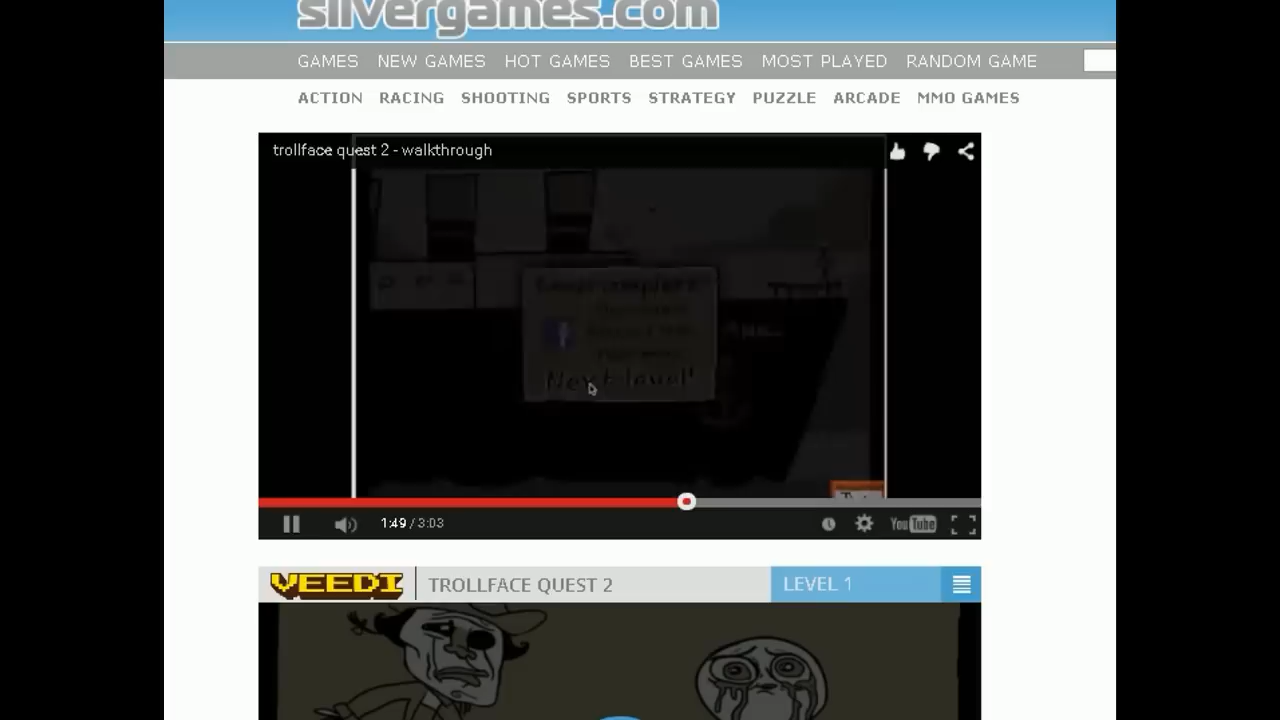 silvergames.com
GAMES NEW GAMES HOT GAMES BEST GAMES MOST PLAYED RANDOM GAME
ACTION RACING SHOOTING SPORTS STRATEGY PUZZLE ARCADE MMO GAMES
trollface quest 2 - walkthrough
Next level!
1:49 / 3:03
YouTube
VEEDI TROLLFACE QUEST 2 LEVEL 1